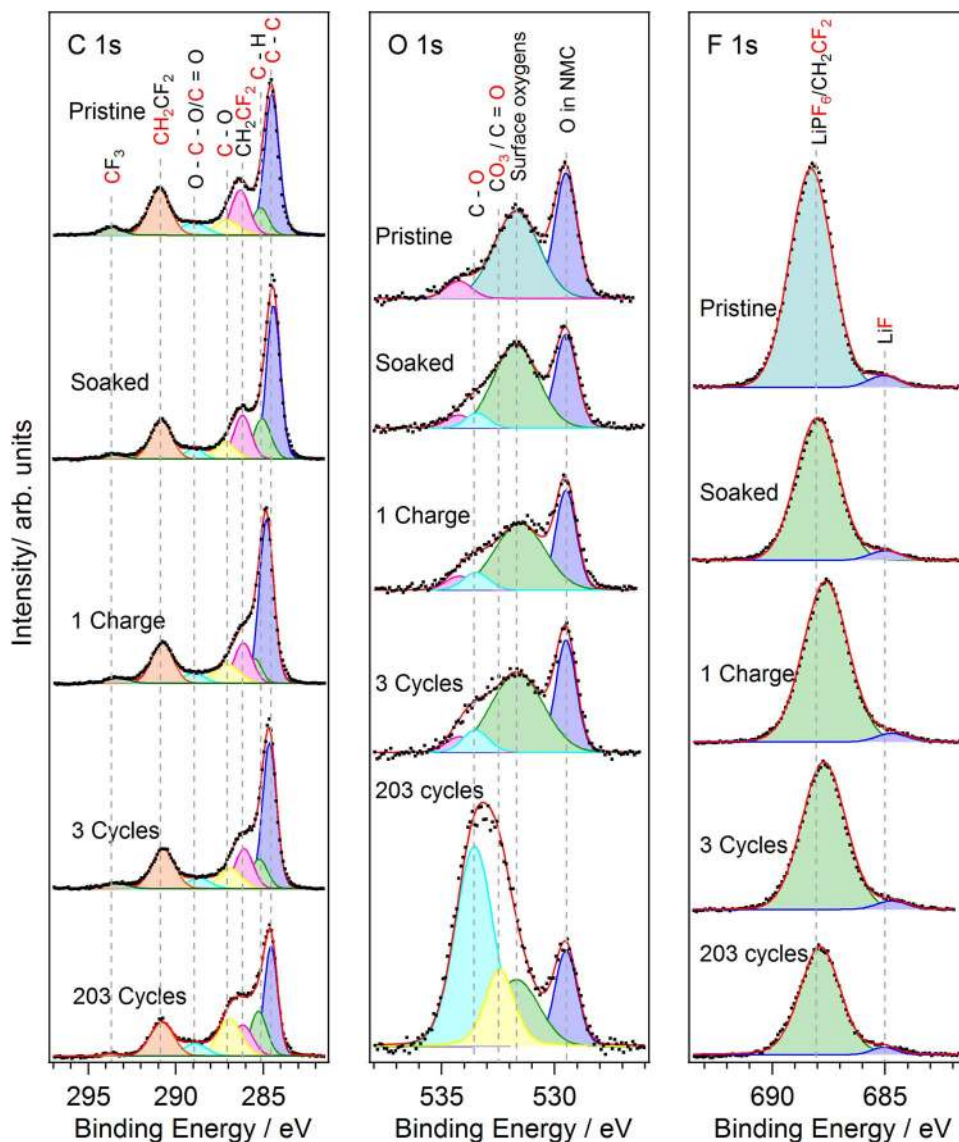 Intensity/ arb. units
C 1s
CF₃
CH₂CF₂
O - C - O/C = O
C - O
CH₂CF₂
C - H
C - C
Pristine
Soaked
1 Charge
3 Cycles
203 Cycles
295 290 285
Binding Energy / eV
O 1s
C - O
CO₃ / C = O
Surface oxygens
O in NMC
Pristine
Soaked
1 Charge
3 Cycles
203 cycles
535 530
Binding Energy / eV
F 1s
LiPF₆/CH₂CF₂
LiF
Pristine
Soaked
1 Charge
3 Cycles
203 cycles
690 685
Binding Energy / eV